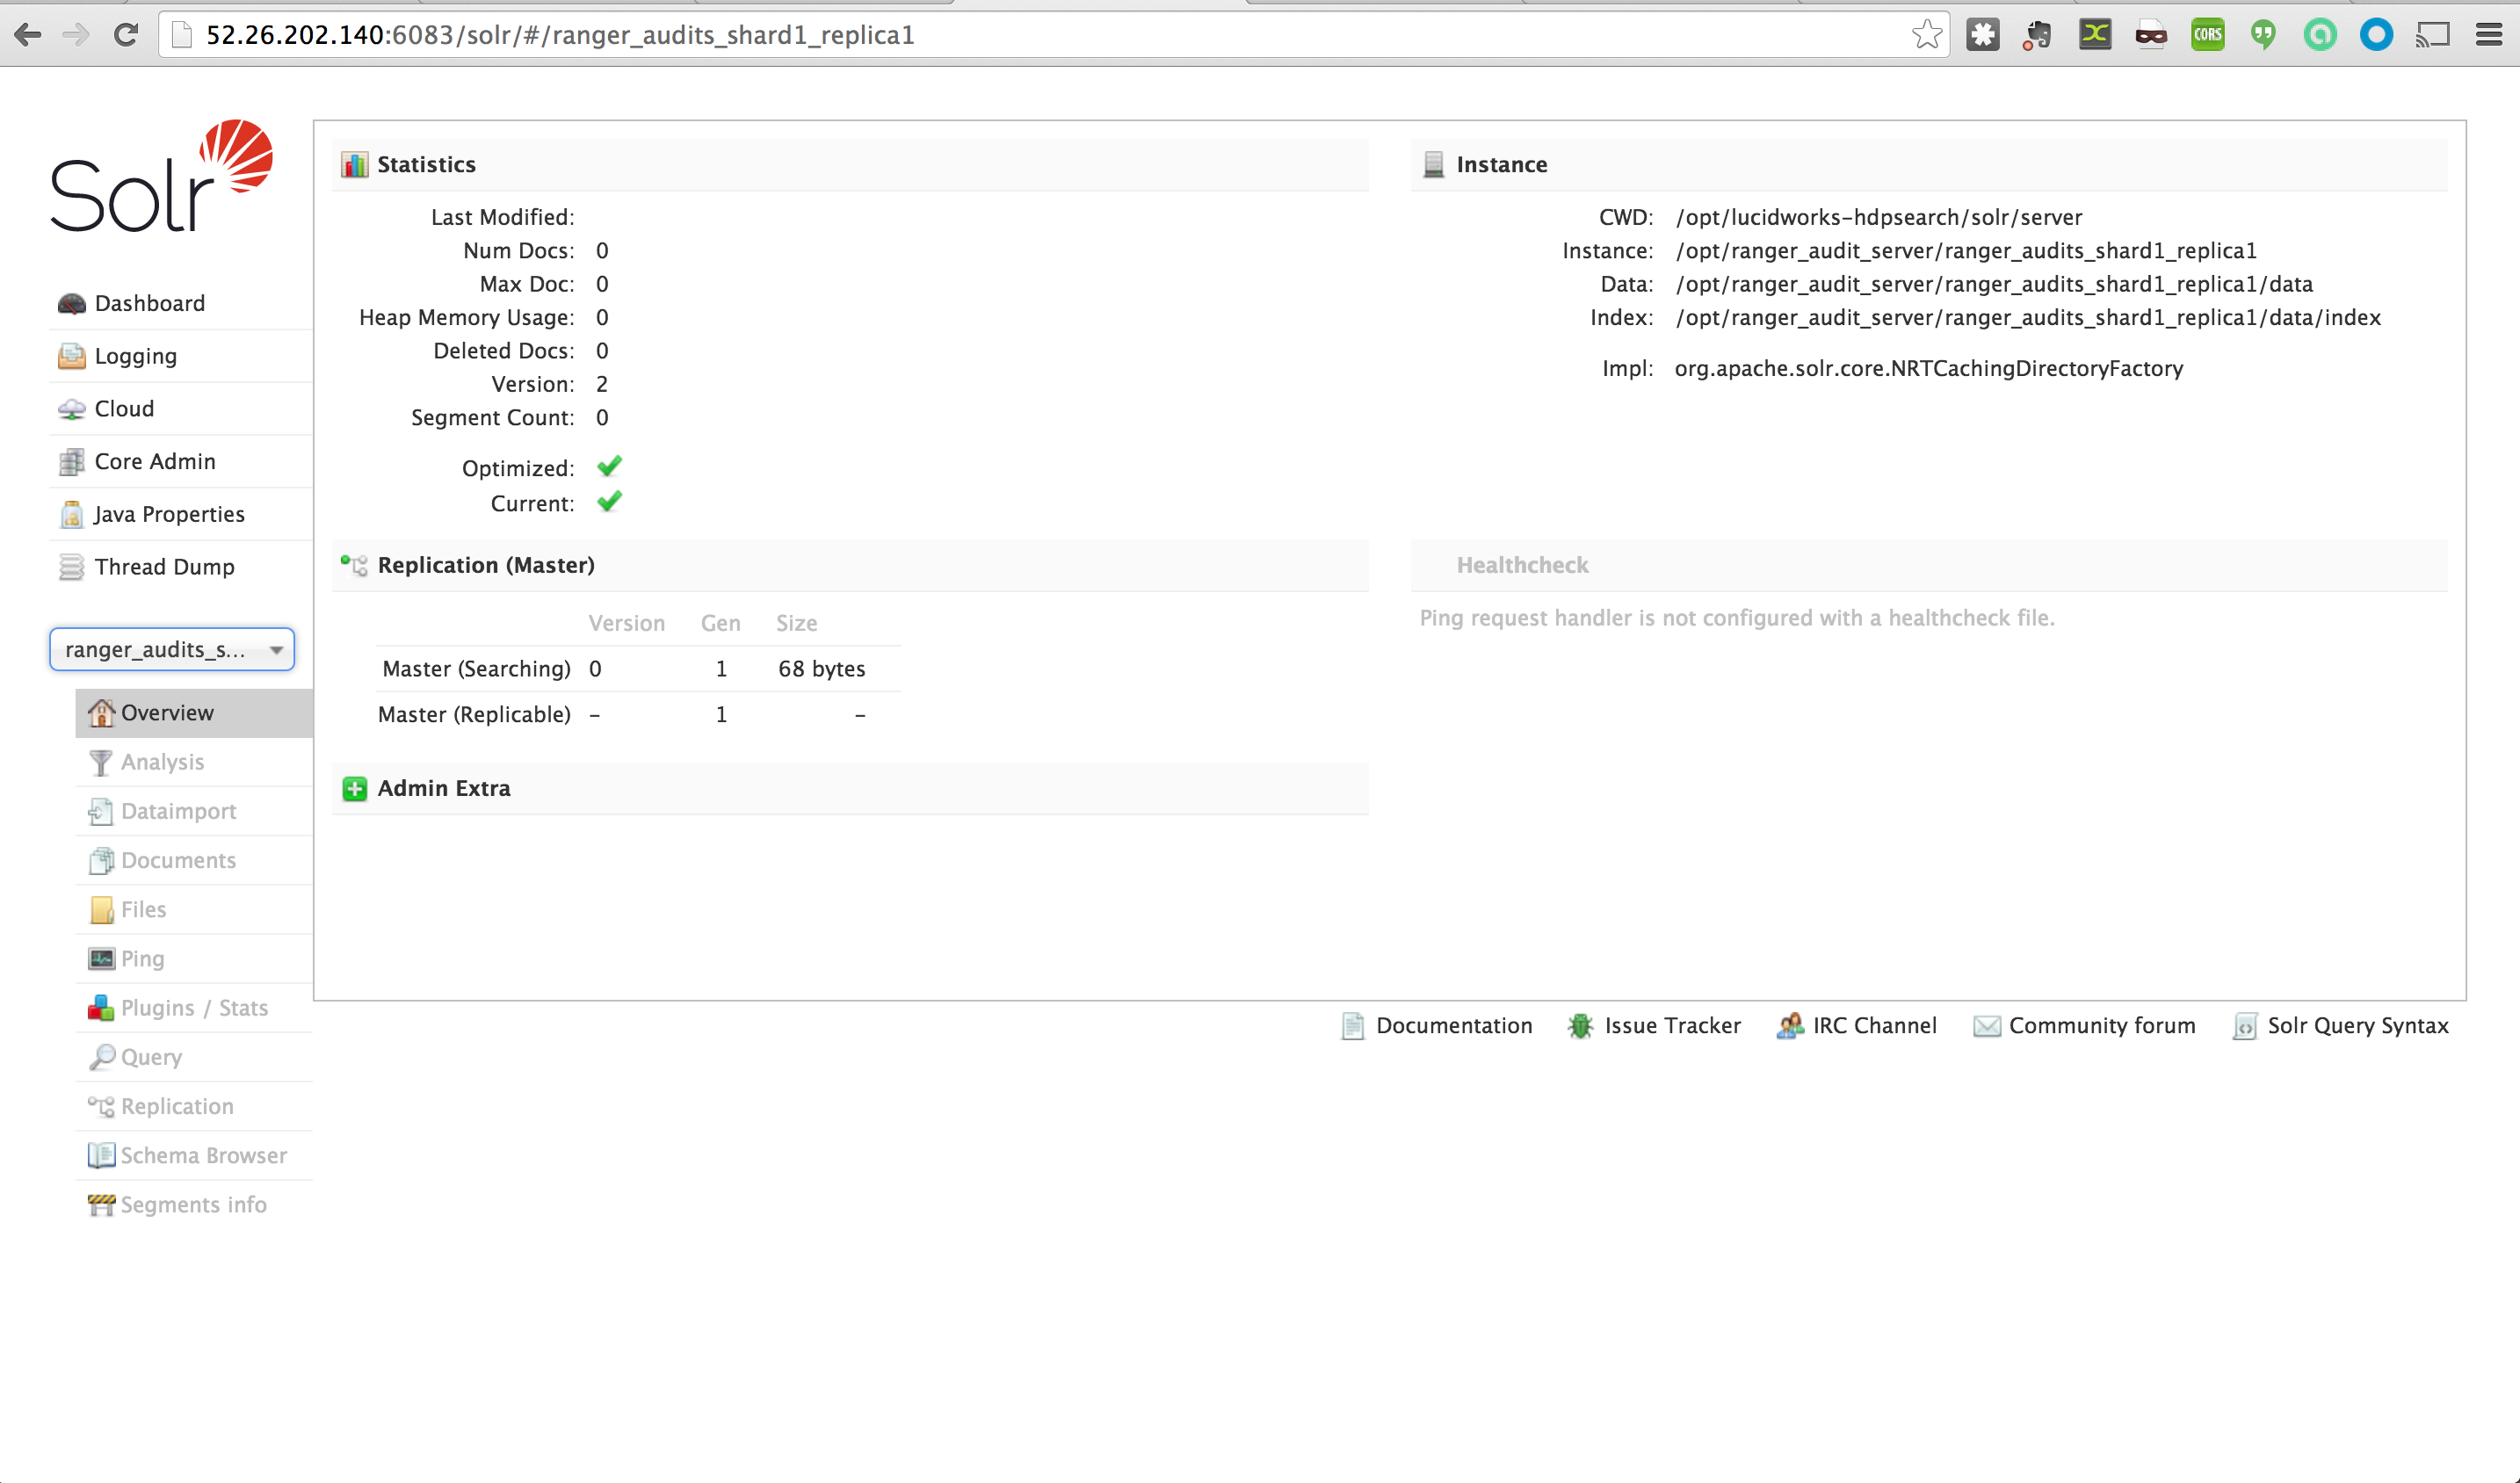 52.26.202.140:6083/solr/#/ranger_audits_shard1_replica1
CORS
Solr
Dashboard
Logging
Cloud
Core Admin
Java Properties
Thread Dump
ranger_audits_s...
Overview
Analysis
Dataimport
Documents
Files
Ping
Plugins / Stats
Query
Replication
Schema Browser
Segments info
Statistics
Last Modified:
Num Docs: 0
Max Doc: 0
Heap Memory Usage: 0
Deleted Docs: 0
Version: 2
Segment Count: 0
Optimized:
Current:
Instance
CWD: /opt/lucidworks-hdpsearch/solr/server
Instance: /opt/ranger_audit_server/ranger_audits_shard1_replica1
Data: /opt/ranger_audit_server/ranger_audits_shard1_replica1/data
Index: /opt/ranger_audit_server/ranger_audits_shard1_replica1/data/index
Impl: org.apache.solr.core.NRTCachingDirectoryFactory
Replication (Master)
Version Gen Size
Master (Searching) 0 1 68 bytes
Master (Replicable) - 1 -
Healthcheck
Ping request handler is not configured with a healthcheck file.
Admin Extra
Documentation Issue Tracker IRC Channel Community forum Solr Query Syntax